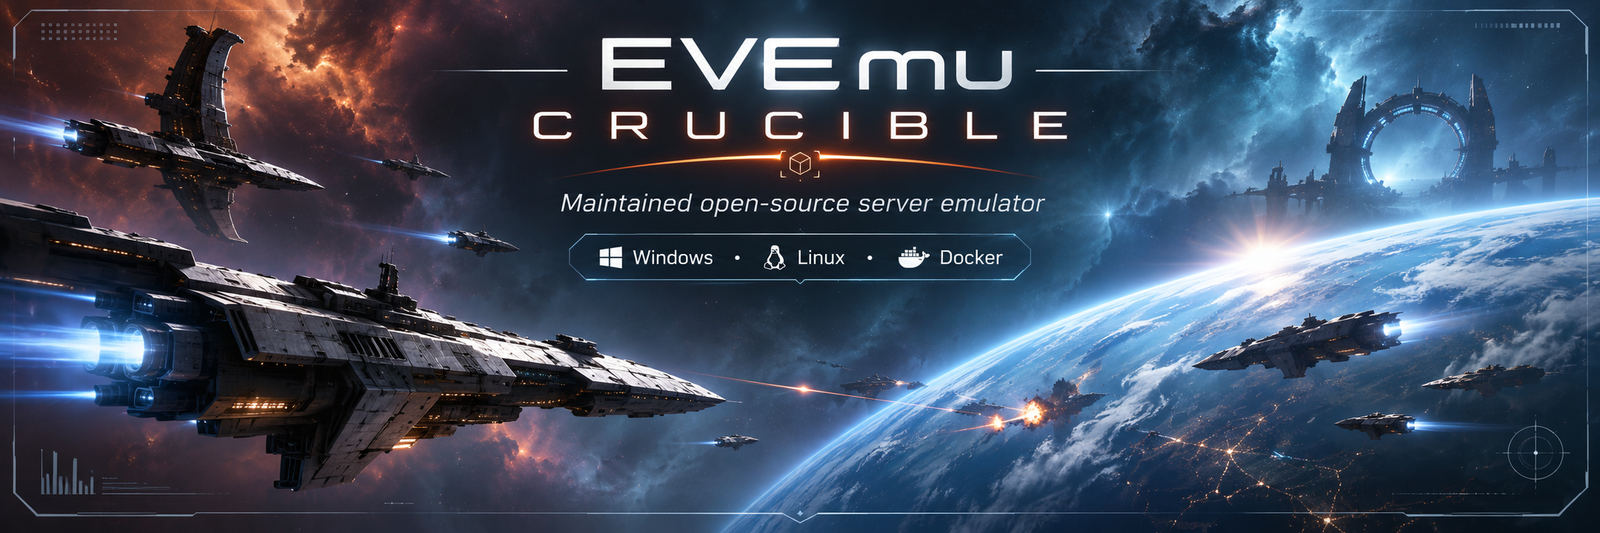 EVEmu
CRUCIBLE
Maintained open-source server emulator
Windows • Linux • Docker